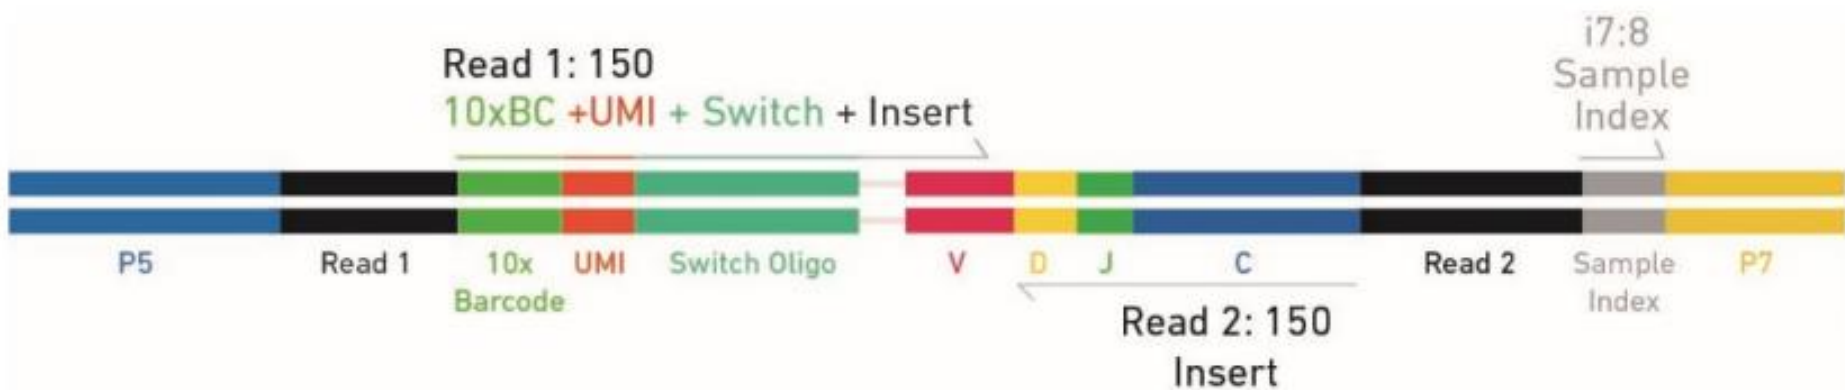 Read 1: 150
10xBC +UMI + Switch + Insert
i7:8
Sample
Index
P5 Read 1 10x UMI Switch Oligo V D J C Read 2 Sample P7
Barcode Index
Read 2: 150
Insert